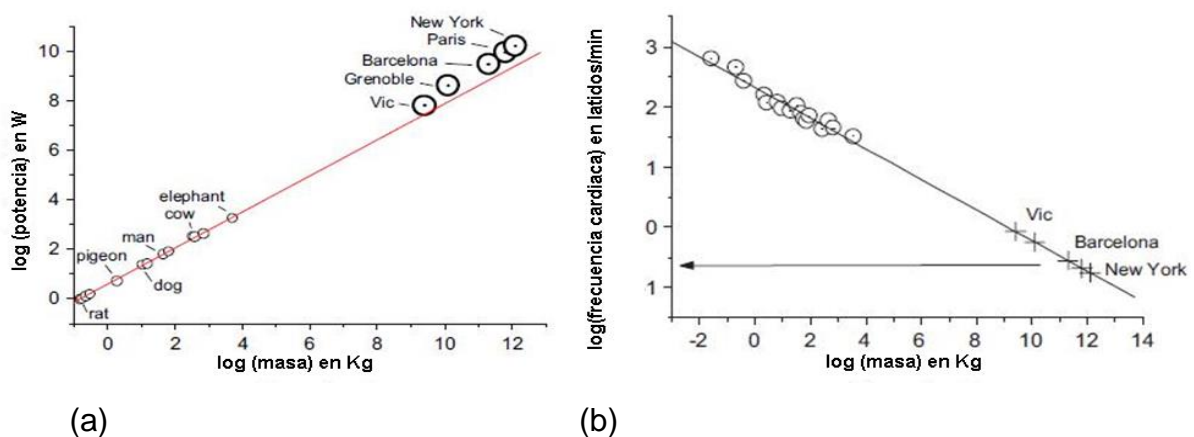 log (potencia) en W
10
8
6
4
2
0
New York
Paris
Barcelona
Grenoble
Vic
elephant
cow
man
pigeon
dog
rat
0
2
4
6
8
10
12
log (masa) en Kg
(a)
log(frecuencia cardiaca) en latidos/min
3
2
1
0
1
Vic
Barcelona
New York
-2
0
2
4
6
8
10
12
14
log (masa) en Kg
(b)